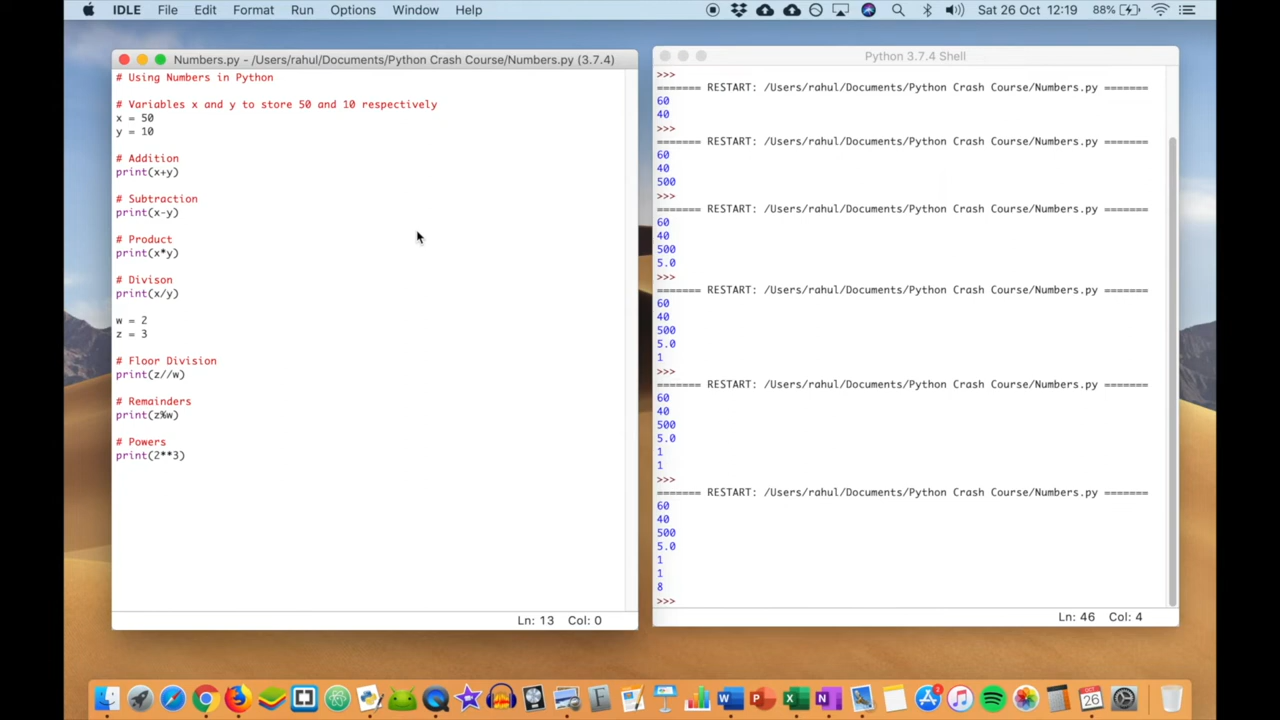 IDLE File Edit Format Run Options Window Help Sat 26 Oct 12:19 88%
Numbers.py - /Users/rahul/Documents/Python Crash Course/Numbers.py (3.7.4)
# Using Numbers in Python
# Variables x and y to store 50 and 10 respectively
x = 50
y = 10
# Addition
print(x+y)
# Subtraction
print(x-y)
# Product
print(x*y)
# Divison
print(x/y)
w = 2
z = 3
# Floor Division
print(z//w)
# Remainders
print(z%w)
# Powers
print(2**3)
Ln: 13 Col: 0
Python 3.7.4 Shell
>>>
======= RESTART: /Users/rahul/Documents/Python Crash Course/Numbers.py =======
60
40
>>>
======= RESTART: /Users/rahul/Documents/Python Crash Course/Numbers.py =======
60
40
500
>>>
======= RESTART: /Users/rahul/Documents/Python Crash Course/Numbers.py =======
60
40
500
5.0
>>>
======= RESTART: /Users/rahul/Documents/Python Crash Course/Numbers.py =======
60
40
500
5.0
1
>>>
======= RESTART: /Users/rahul/Documents/Python Crash Course/Numbers.py =======
60
40
500
5.0
1
1
>>>
======= RESTART: /Users/rahul/Documents/Python Crash Course/Numbers.py =======
60
40
500
5.0
1
1
8
>>>
Ln: 46 Col: 4